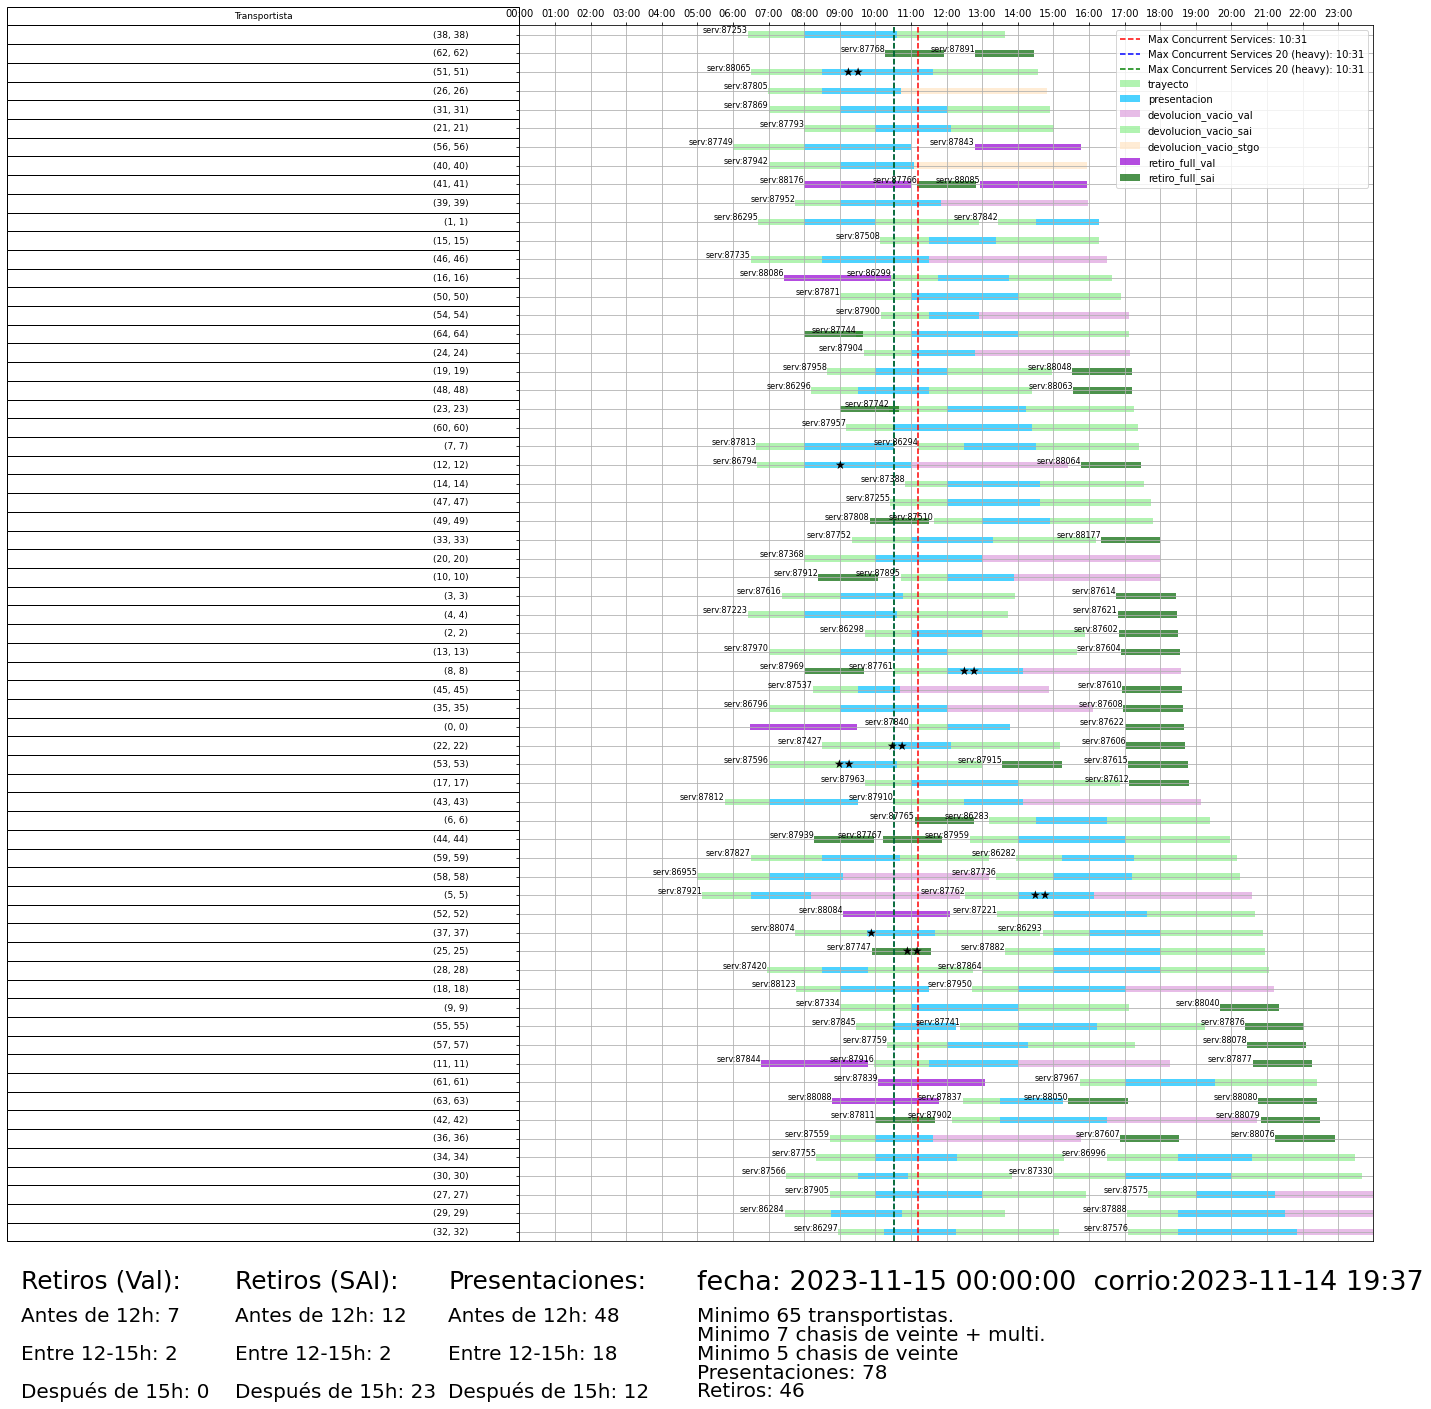 Transportista
00:00 01:00 02:00 03:00 04:00 05:00 06:00 07:00 08:00 09:00 10:00 11:00 12:00 13:00 14:00 15:00 16:00 17:00 18:00 19:00 20:00 21:00 22:00 23:00
Max Concurrent Services: 10:31
Max Concurrent Services 20 (heavy): 10:31
Max Concurrent Services 20 (heavy): 10:31
trayecto
presentacion
devolucion_vacio_val
devolucion_vacio_sai
devolucion_vacio_stgo
retiro_full_val
retiro_full_sai
(38, 38) serv:87253
(62, 62) serv:87768 serv:87891
(51, 51) serv:88065
(26, 26) serv:87805
(31, 31) serv:87869
(21, 21) serv:87793
(56, 56) serv:87749 serv:87843
(40, 40) serv:87942
(41, 41) serv:88176 serv:87766 serv:88085
(39, 39) serv:87952
(1, 1) serv:86295 serv:87842
(15, 15) serv:87508
(46, 46) serv:87735
(16, 16) serv:88086 serv:86299
(50, 50) serv:87871
(54, 54) serv:87900
(64, 64) serv:87744
(24, 24) serv:87904
(19, 19) serv:87958 serv:88048
(48, 48) serv:86296 serv:88063
(23, 23) serv:87742
(60, 60) serv:87957
(7, 7) serv:87813 serv:86294
(12, 12) serv:86794 serv:88064
(14, 14) serv:87388
(47, 47) serv:87255
(49, 49) serv:87808 serv:87510
(33, 33) serv:87752 serv:88177
(20, 20) serv:87368
(10, 10) serv:87912 serv:87895
(3, 3) serv:87616 serv:87614
(4, 4) serv:87223 serv:87621
(2, 2) serv:86298 serv:87602
(13, 13) serv:87970 serv:87604
(8, 8) serv:87969 serv:87761
(45, 45) serv:87537 serv:87610
(35, 35) serv:86796 serv:87608
(0, 0) serv:87840 serv:87622
(22, 22) serv:87427 serv:87606
(53, 53) serv:87596 serv:87915 serv:87615
(17, 17) serv:87963 serv:87612
(43, 43) serv:87812 serv:87910
(6, 6) serv:87765 serv:86283
(44, 44) serv:87939 serv:87767 serv:87959
(59, 59) serv:87827 serv:86282
(58, 58) serv:86955 serv:87736
(5, 5) serv:87921 serv:87762
(52, 52) serv:88084 serv:87221
(37, 37) serv:88074 serv:86293
(25, 25) serv:87747 serv:87882
(28, 28) serv:87420 serv:87864
(18, 18) serv:88123 serv:87950
(9, 9) serv:87334 serv:88040
(55, 55) serv:87845 serv:87741 serv:87876
(57, 57) serv:87759 serv:88078
(11, 11) serv:87844 serv:87916 serv:87877
(61, 61) serv:87839 serv:87967
(63, 63) serv:88088 serv:87837 serv:88050 serv:88080
(42, 42) serv:87811 serv:87902 serv:88079
(36, 36) serv:87559 serv:87607 serv:88076
(34, 34) serv:87755 serv:86996
(30, 30) serv:87566 serv:87330
(27, 27) serv:87905 serv:87575
(29, 29) serv:86284 serv:87888
(32, 32) serv:86297 serv:87576
Retiros (Val):
Antes de 12h: 7
Entre 12-15h: 2
Después de 15h: 0
Retiros (SAI):
Antes de 12h: 12
Entre 12-15h: 2
Después de 15h: 23
Presentaciones:
Antes de 12h: 48
Entre 12-15h: 18
Después de 15h: 12
fecha: 2023-11-15 00:00:00 corrio:2023-11-14 19:37
Minimo 65 transportistas.
Minimo 7 chasis de veinte + multi.
Minimo 5 chasis de veinte
Presentaciones: 78
Retiros: 46